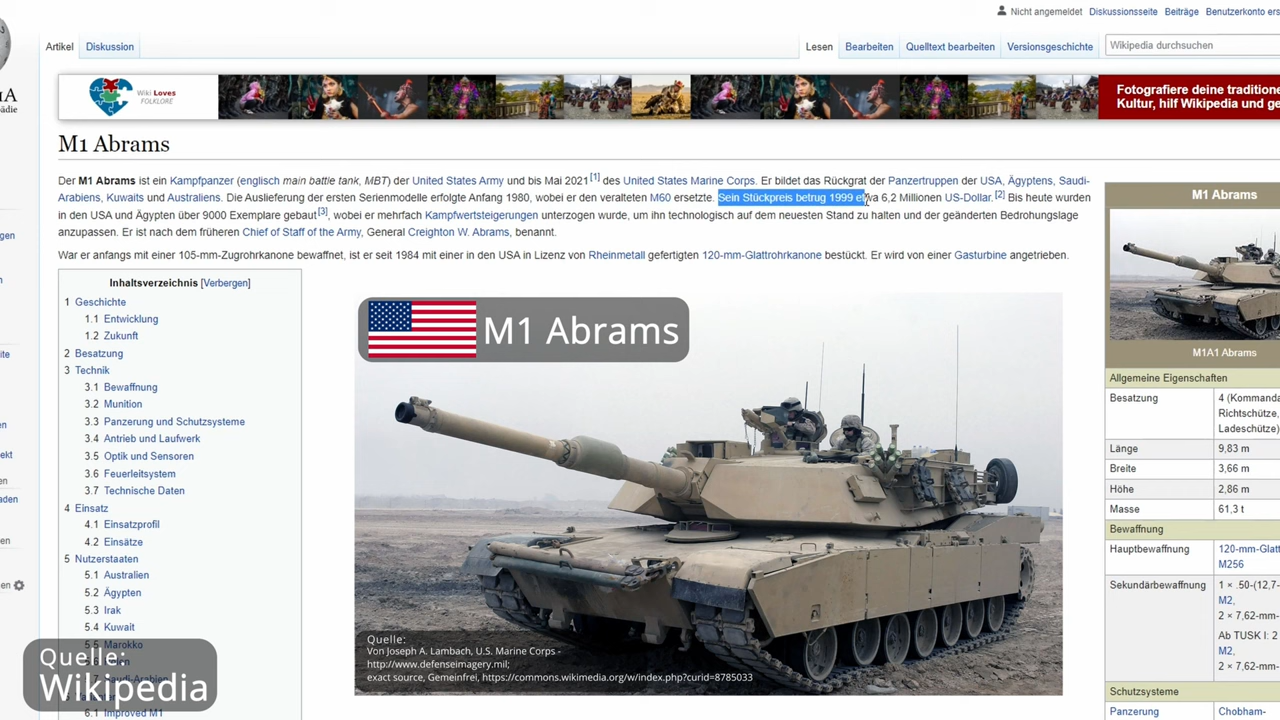 Nicht angemeldet Diskussionsseite Beiträge Benutzerkonto ers
Artikel Diskussion Lesen Bearbeiten Quelltext bearbeiten Versionsgeschichte Wikipedia durchsuchen
Wiki Loves
FOLKLORE
Fotografiere deine traditione
Kultur, hilf Wikipedia und ge
M1 Abrams
Der M1 Abrams ist ein Kampfpanzer (englisch main battle tank, MBT) der United States Army und bis Mai 2021[1] des United States Marine Corps. Er bildet das Rückgrat der Panzertruppen der USA, Ägyptens, Saudi-
Arabiens, Kuwaits und Australiens. Die Auslieferung der ersten Serienmodelle erfolgte Anfang 1980, wobei er den veralteten M60 ersetzte. Sein Stückpreis betrug 1999 etwa 6,2 Millionen US-Dollar.[2] Bis heute wurden
in den USA und Ägypten über 9000 Exemplare gebaut[3], wobei er mehrfach Kampfwertsteigerungen unterzogen wurde, um ihn technologisch auf dem neuesten Stand zu halten und der geänderten Bedrohungslage
anzupassen. Er ist nach dem früheren Chief of Staff of the Army, General Creighton W. Abrams, benannt.
War er anfangs mit einer 105-mm-Zugrohrkanone bewaffnet, ist er seit 1984 mit einer in den USA in Lizenz von Rheinmetall gefertigten 120-mm-Glattrohrkanone bestückt. Er wird von einer Gasturbine angetrieben.
Inhaltsverzeichnis [Verbergen]
1 Geschichte
1.1 Entwicklung
1.2 Zukunft
2 Besatzung
3 Technik
3.1 Bewaffnung
3.2 Munition
3.3 Panzerung und Schutzsysteme
3.4 Antrieb und Laufwerk
3.5 Optik und Sensoren
3.6 Feuerleitsystem
3.7 Technische Daten
4 Einsatz
4.1 Einsatzprofil
4.2 Einsätze
5 Nutzerstaaten
5.1 Australien
5.2 Ägypten
5.3 Irak
5.4 Kuwait
5.5 Marokko
6.1 Improved M1
M1 Abrams
Quelle:
Von Joseph A. Lambach, U.S. Marine Corps -
http://www.defenseimagery.mil;
exact source, Gemeinfrei, https://commons.wikimedia.org/w/index.php?curid=8785033
M1 Abrams
M1A1 Abrams
Allgemeine Eigenschaften
Besatzung 4 (Kommanda
Richtschütze,
Ladeschütze)
Länge 9,83 m
Breite 3,66 m
Höhe 2,86 m
Masse 61,3 t
Bewaffnung
Hauptbewaffnung 120-mm-Glatt
M256
Sekundärbewaffnung 1 × .50-(12,7-
M2,
2 × 7,62-mm-
Ab TUSK I: 2
M2,
2 × 7,62-mm-
Schutzsysteme
Panzerung Chobham-
Quelle:
Wikipedia